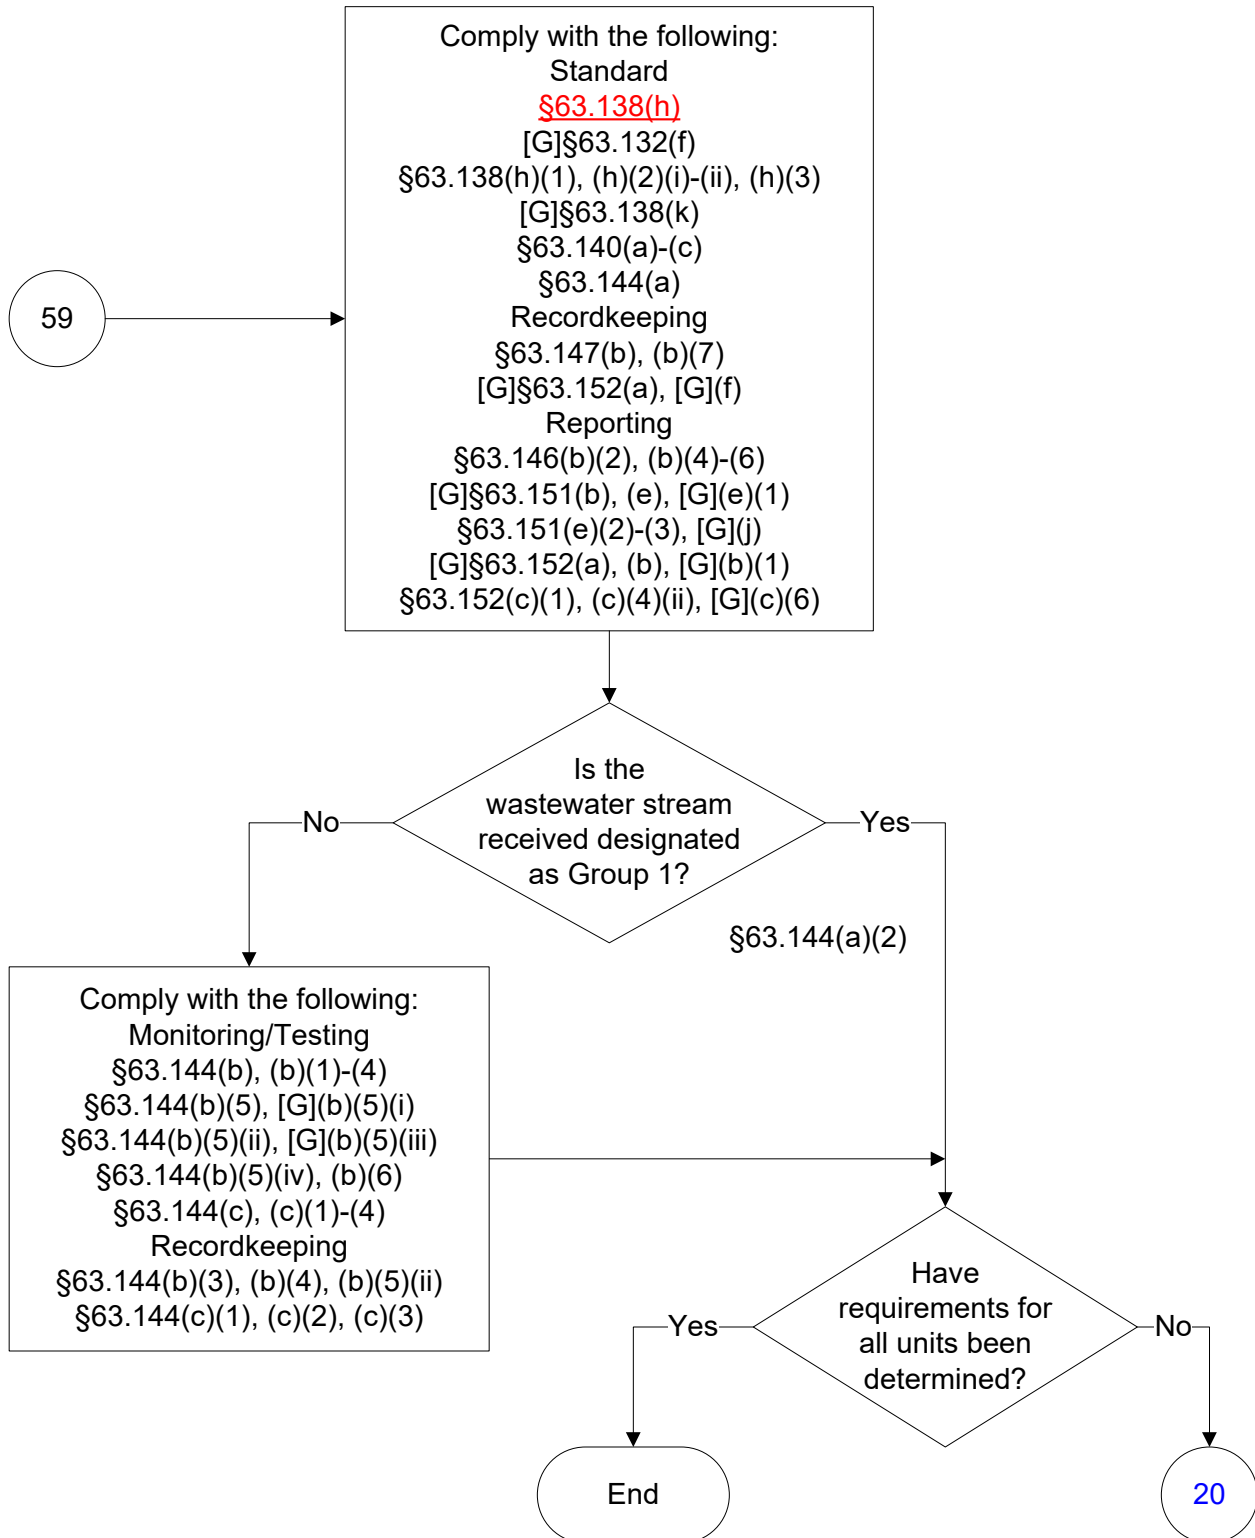 Comply with the following:
Standard
§63.138(h)
[G]§63.132(f)
§63.138(h)(1), (h)(2)(i)-(ii), (h)(3)
[G]§63.138(k)
§63.140(a)-(c)
§63.144(a)
Recordkeeping
§63.147(b), (b)(7)
[G]§63.152(a), [G](f)
Reporting
§63.146(b)(2), (b)(4)-(6)
[G]§63.151(b), (e), [G](e)(1)
§63.151(e)(2)-(3), [G](j)
[G]§63.152(a), (b), [G](b)(1)
§63.152(c)(1), (c)(4)(ii), [G](c)(6)
59
Is the
wastewater stream
received designated
as Group 1?
No
Yes
§63.144(a)(2)
Comply with the following:
Monitoring/Testing
§63.144(b), (b)(1)-(4)
§63.144(b)(5), [G](b)(5)(i)
§63.144(b)(5)(ii), [G](b)(5)(iii)
§63.144(b)(5)(iv), (b)(6)
§63.144(c), (c)(1)-(4)
Recordkeeping
§63.144(b)(3), (b)(4), (b)(5)(ii)
§63.144(c)(1), (c)(2), (c)(3)
Have
requirements for
all units been
determined?
Yes
No
End
20